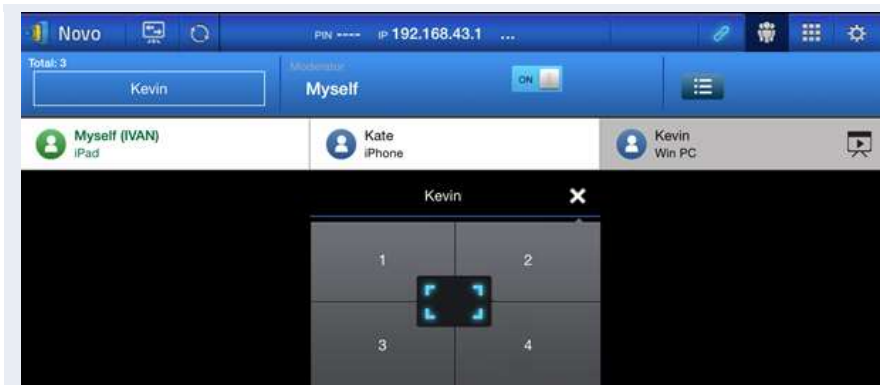 Novo PIN ---- IP 192.168.43.1 ...
Total: 3
Kevin
Moderator
Myself
ON
Myself (IVAN)
iPad
Kate
iPhone
Kevin
Win PC
Kevin
1 2
3 4